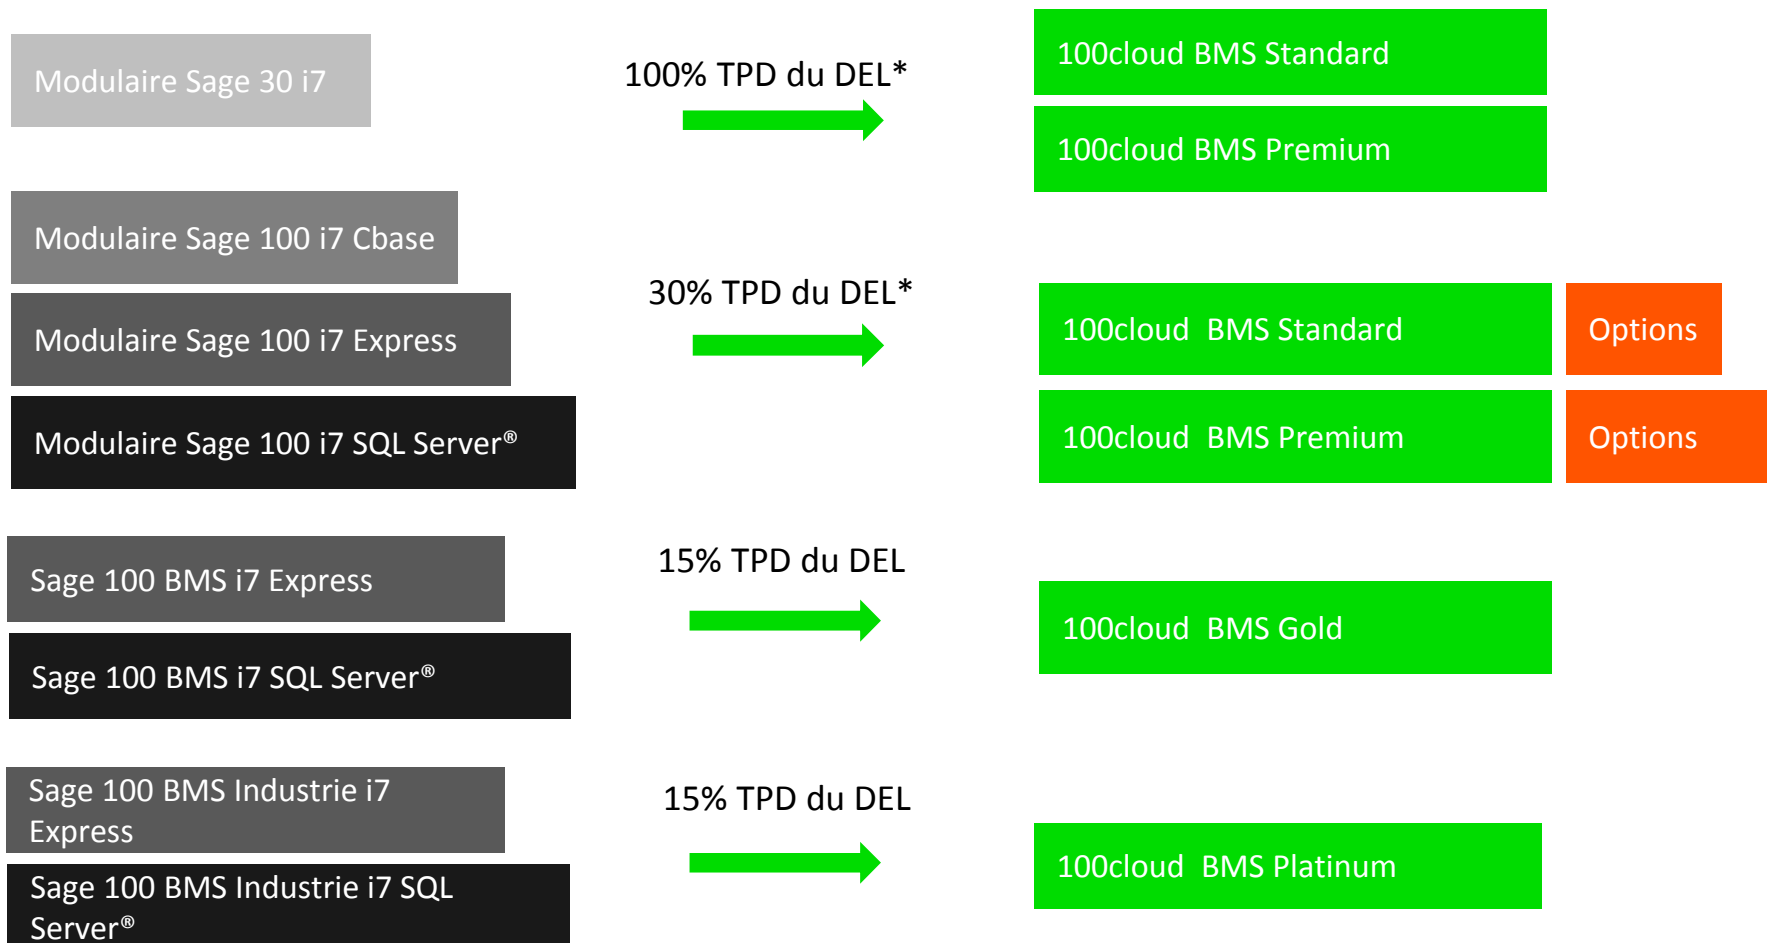 Modulaire Sage 30 i7
100% TPD du DEL*
100cloud BMS Standard
100cloud BMS Premium
Modulaire Sage 100 i7 Cbase
Modulaire Sage 100 i7 Express
Modulaire Sage 100 i7 SQL Server®
30% TPD du DEL*
100cloud BMS Standard
Options
100cloud BMS Premium
Options
Sage 100 BMS i7 Express
Sage 100 BMS i7 SQL Server®
15% TPD du DEL
100cloud BMS Gold
Sage 100 BMS Industrie i7
Express
Sage 100 BMS Industrie i7 SQL
Server®
15% TPD du DEL
100cloud BMS Platinum